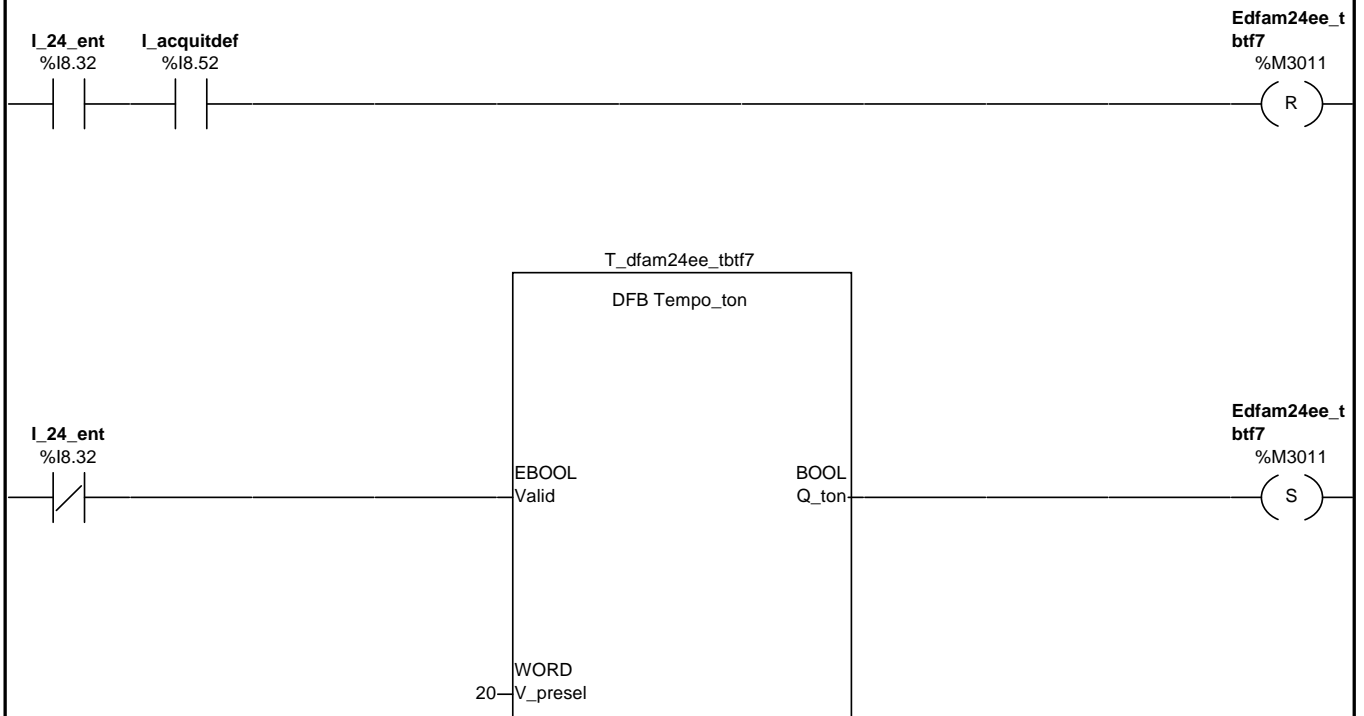 Edfam24ee_t
I_24_ent I_acquitdef btf7
%I8.32 %I8.52 %M3011
R
T_dfam24ee_tbtf7
DFB Tempo_ton
Edfam24ee_t
I_24_ent btf7
%I8.32 %M3011
EBOOL BOOL
Valid Q_ton S
WORD
20 V_presel